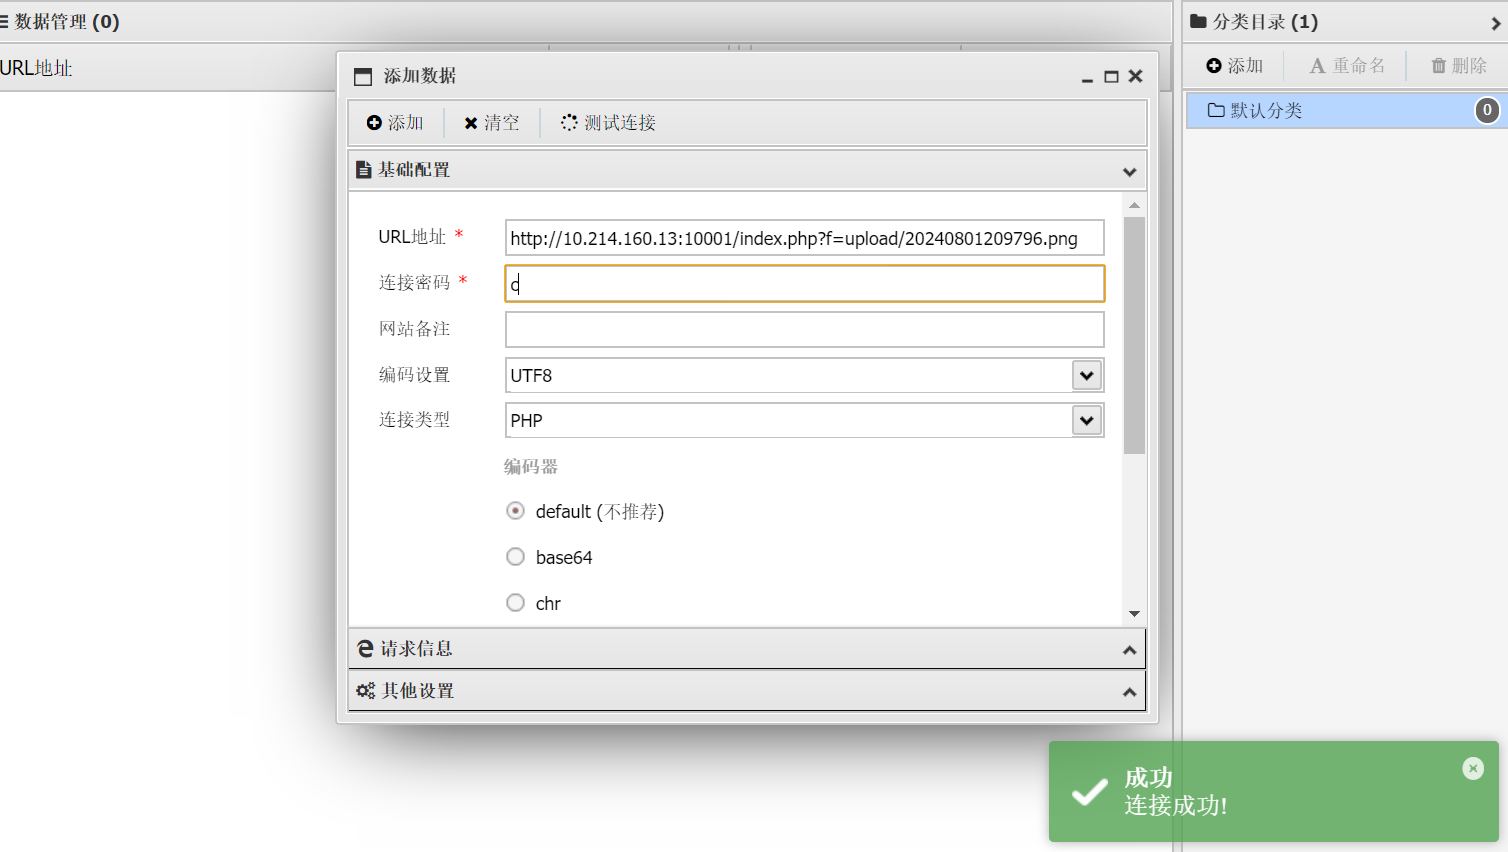 数据管理 (0)
URL地址
添加数据
添加 清空 测试连接
基础配置
URL地址 *
http://10.214.160.13:10001/index.php?f=upload/20240801209796.png
连接密码 *
c
网站备注
编码设置
UTF8
连接类型
PHP
编码器
default (不推荐)
base64
chr
请求信息
其他设置
分类目录 (1)
添加 重命名 删除
默认分类 0
成功
连接成功!